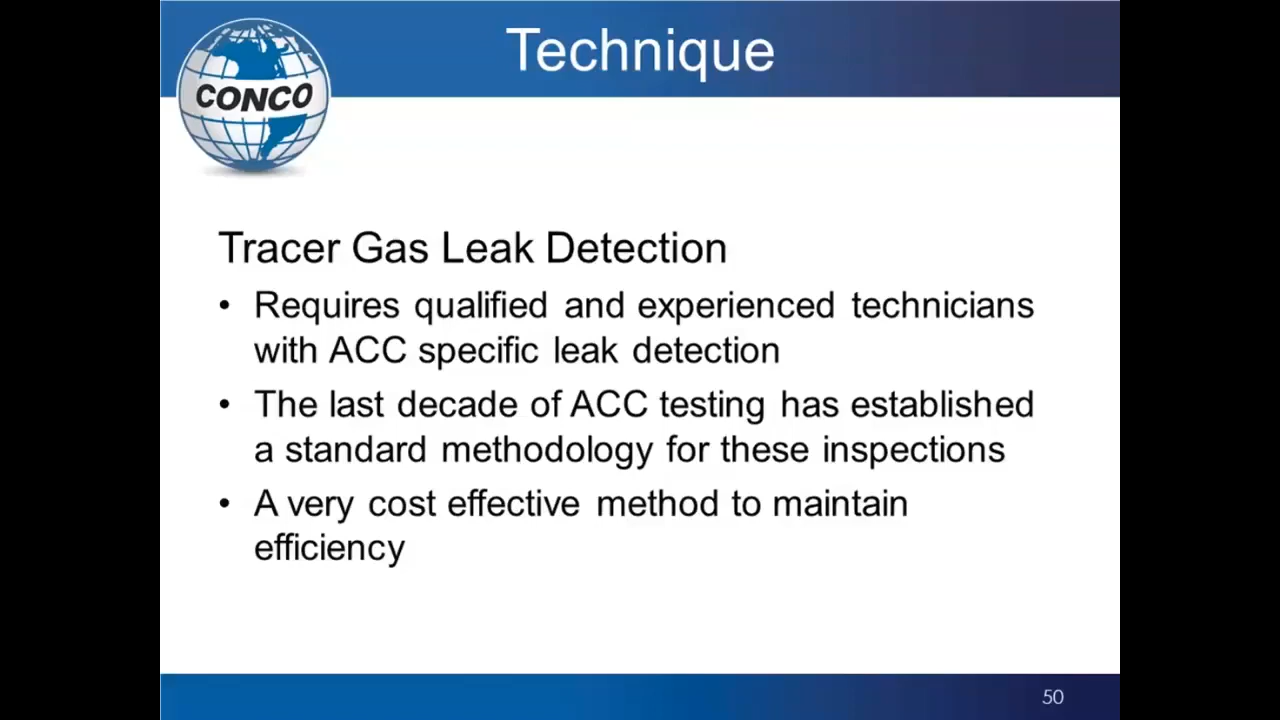 Technique
CONCO
Tracer Gas Leak Detection
• Requires qualified and experienced technicians
with ACC specific leak detection
• The last decade of ACC testing has established
a standard methodology for these inspections
• A very cost effective method to maintain
efficiency
50